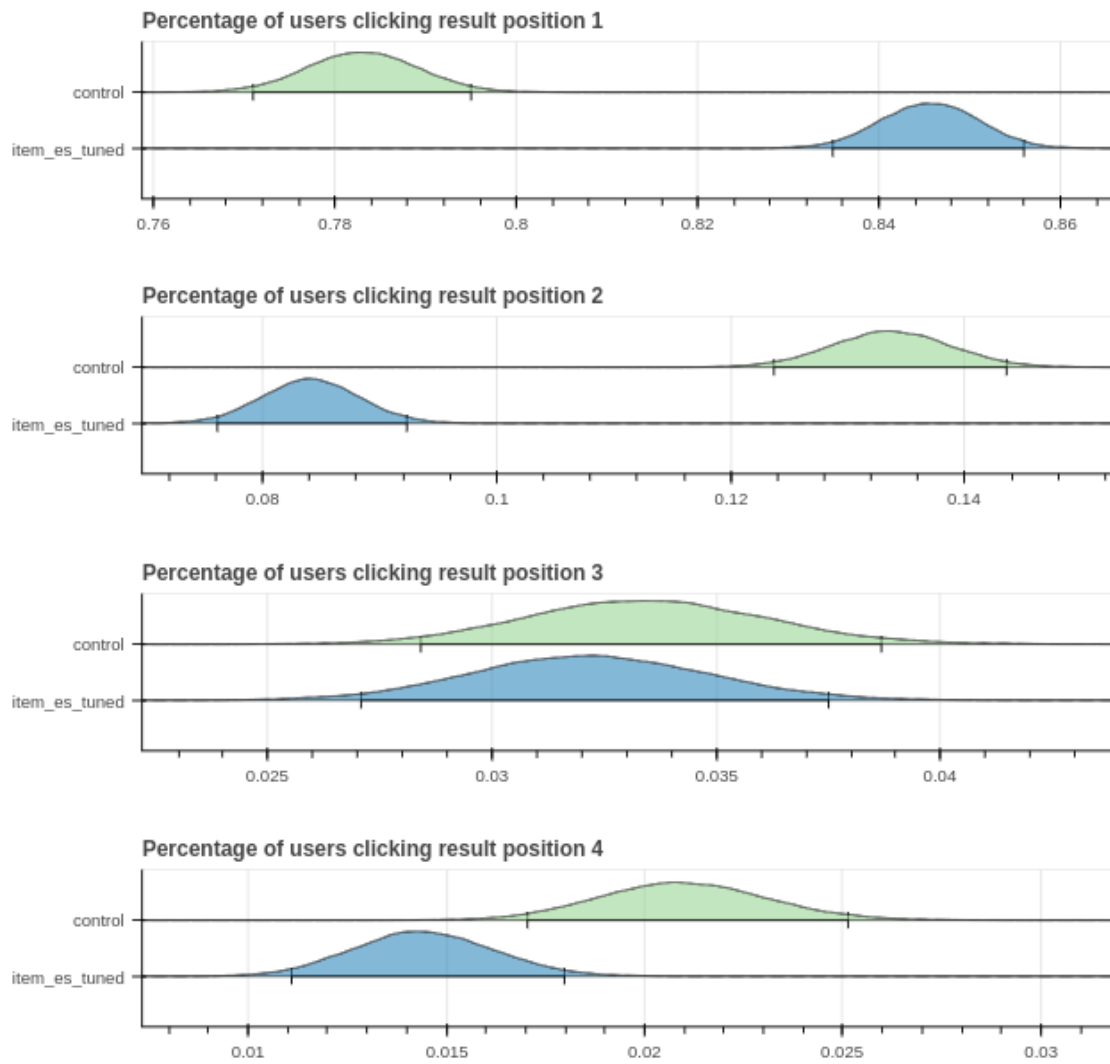 Percentage of users clicking result position 1
control
item_es_tuned
0.76 0.78 0.8 0.82 0.84 0.86
Percentage of users clicking result position 2
control
item_es_tuned
0.08 0.1 0.12 0.14
Percentage of users clicking result position 3
control
item_es_tuned
0.025 0.03 0.035 0.04
Percentage of users clicking result position 4
control
item_es_tuned
0.01 0.015 0.02 0.025 0.03